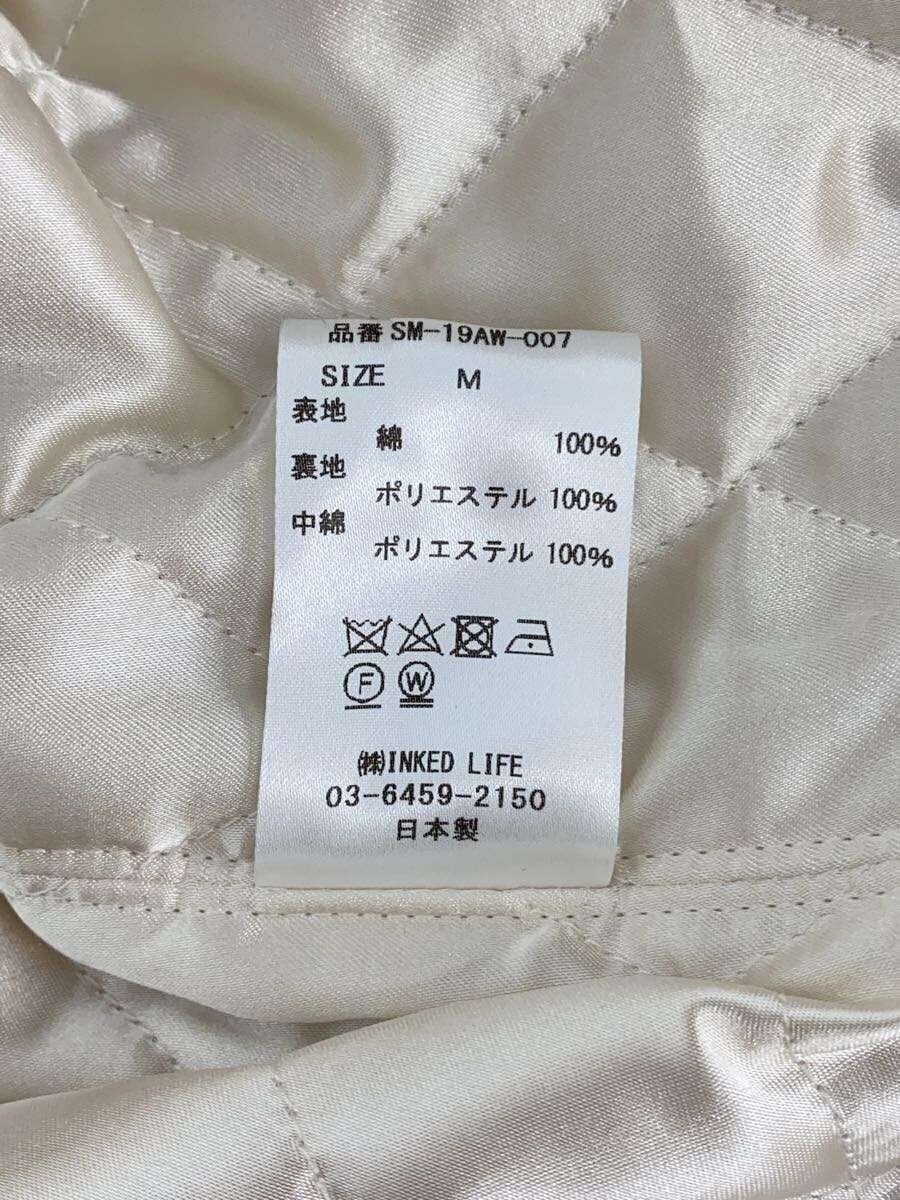 品番 SM-19AW-007
SIZE M
表地
綿 100%
裏地
ポリエステル 100%
中綿
ポリエステル 100%
F W
㈱INKED LIFE
03-6459-2150
日本製